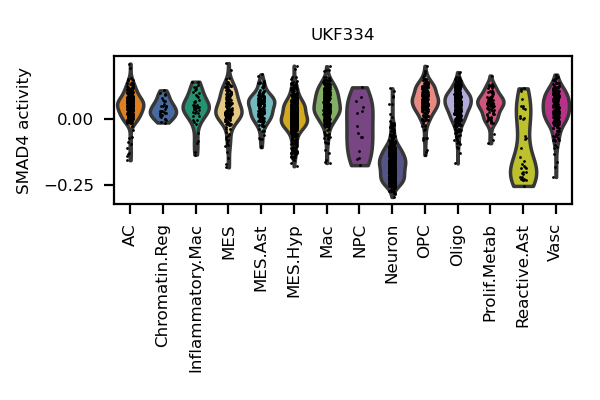 UKF334
SMAD4 activity
0.00
−0.25
AC
Chromatin.Reg
Inflammatory.Mac
MES
MES.Ast
MES.Hyp
Mac
NPC
Neuron
OPC
Oligo
Prolif.Metab
Reactive.Ast
Vasc